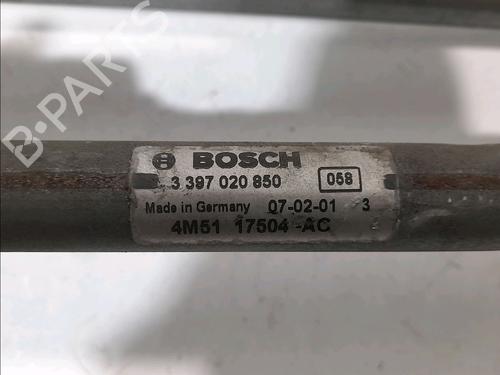 B-PARTS
BOSCH
3 397 020 850 058
Made in Germany 07-02-01 3
4M51 17504-AC